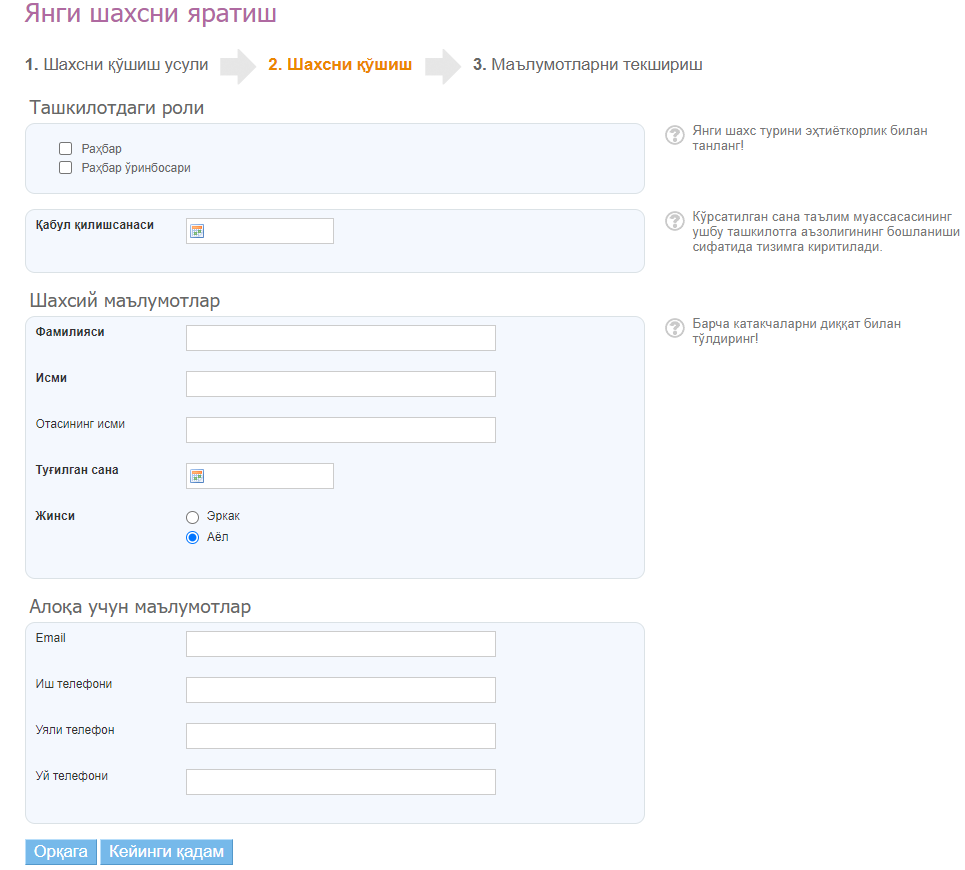 Янги шахсни яратиш
1. Шахсни қўшиш усули 2. Шахсни қўшиш 3. Маълумотларни текшириш
Ташкилотдаги роли
Раҳбар
Раҳбар ўринбосари
Янги шахс турини эҳтиёткорлик билан
танланг!
Қабул қилишсанаси
Кўрсатилган сана таълим муассасасининг
ушбу ташкилотга аъзолигининг бошланиши
сифатида тизимга киритилади.
Шахсий маълумотлар
Фамилияси
Барча катакчаларни диққат билан
тўлдиринг!
Исми
Отасининг исми
Туғилган сана
Жинси
Эркак
Аёл
Алоқа учун маълумотлар
Email
Иш телефони
Уяли телефон
Уй телефони
Орқага Кейинги қадам